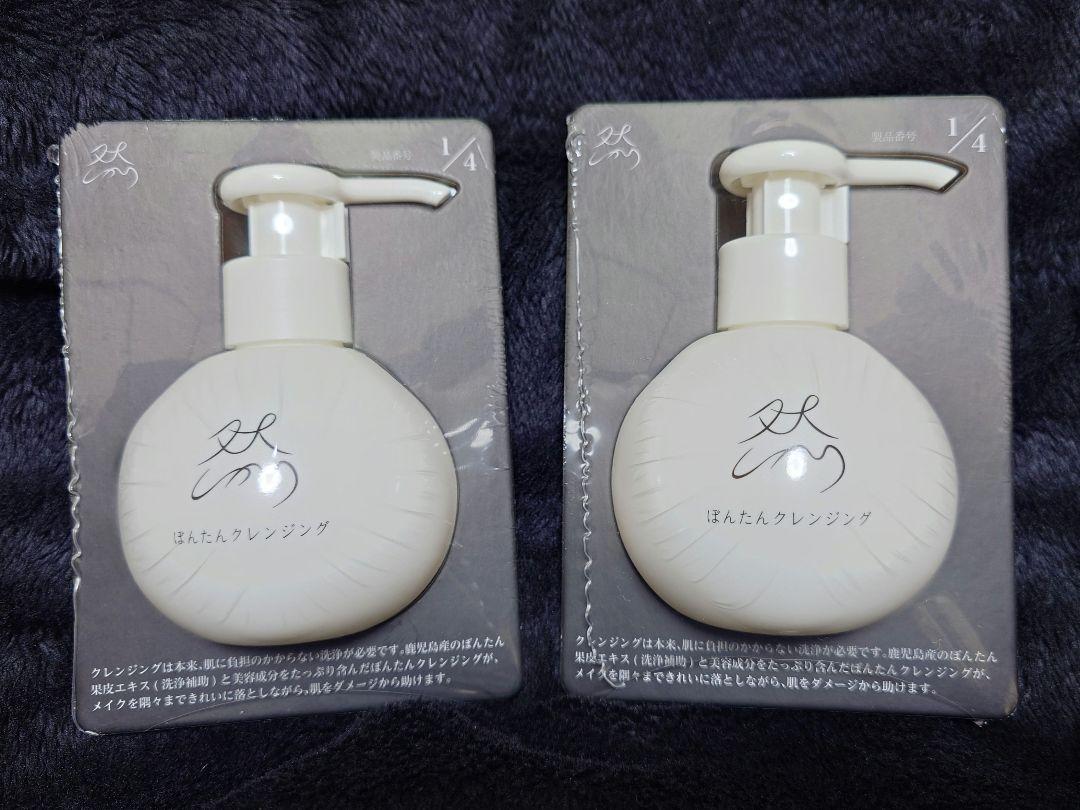 然
製品番号 1/4
然
ぽんたんクレンジング
クレンジングは本来、肌に負担のかからない洗浄が必要です。鹿児島産のぼんたん
果皮エキス(洗浄補助)と美容成分をたっぷり含んだぼんたんクレンジングが、
メイクを隅々まできれいに落としながら、肌をダメージから助けます。
然
製品番号 1/4
然
ぽんたんクレンジング
クレンジングは本来、肌に負担のかからない洗浄が必要です。鹿児島産のぼんたん
果皮エキス(洗浄補助)と美容成分をたっぷり含んだぼんたんクレンジングが、
メイクを隅々まできれいに落としながら、肌をダメージから助けます。